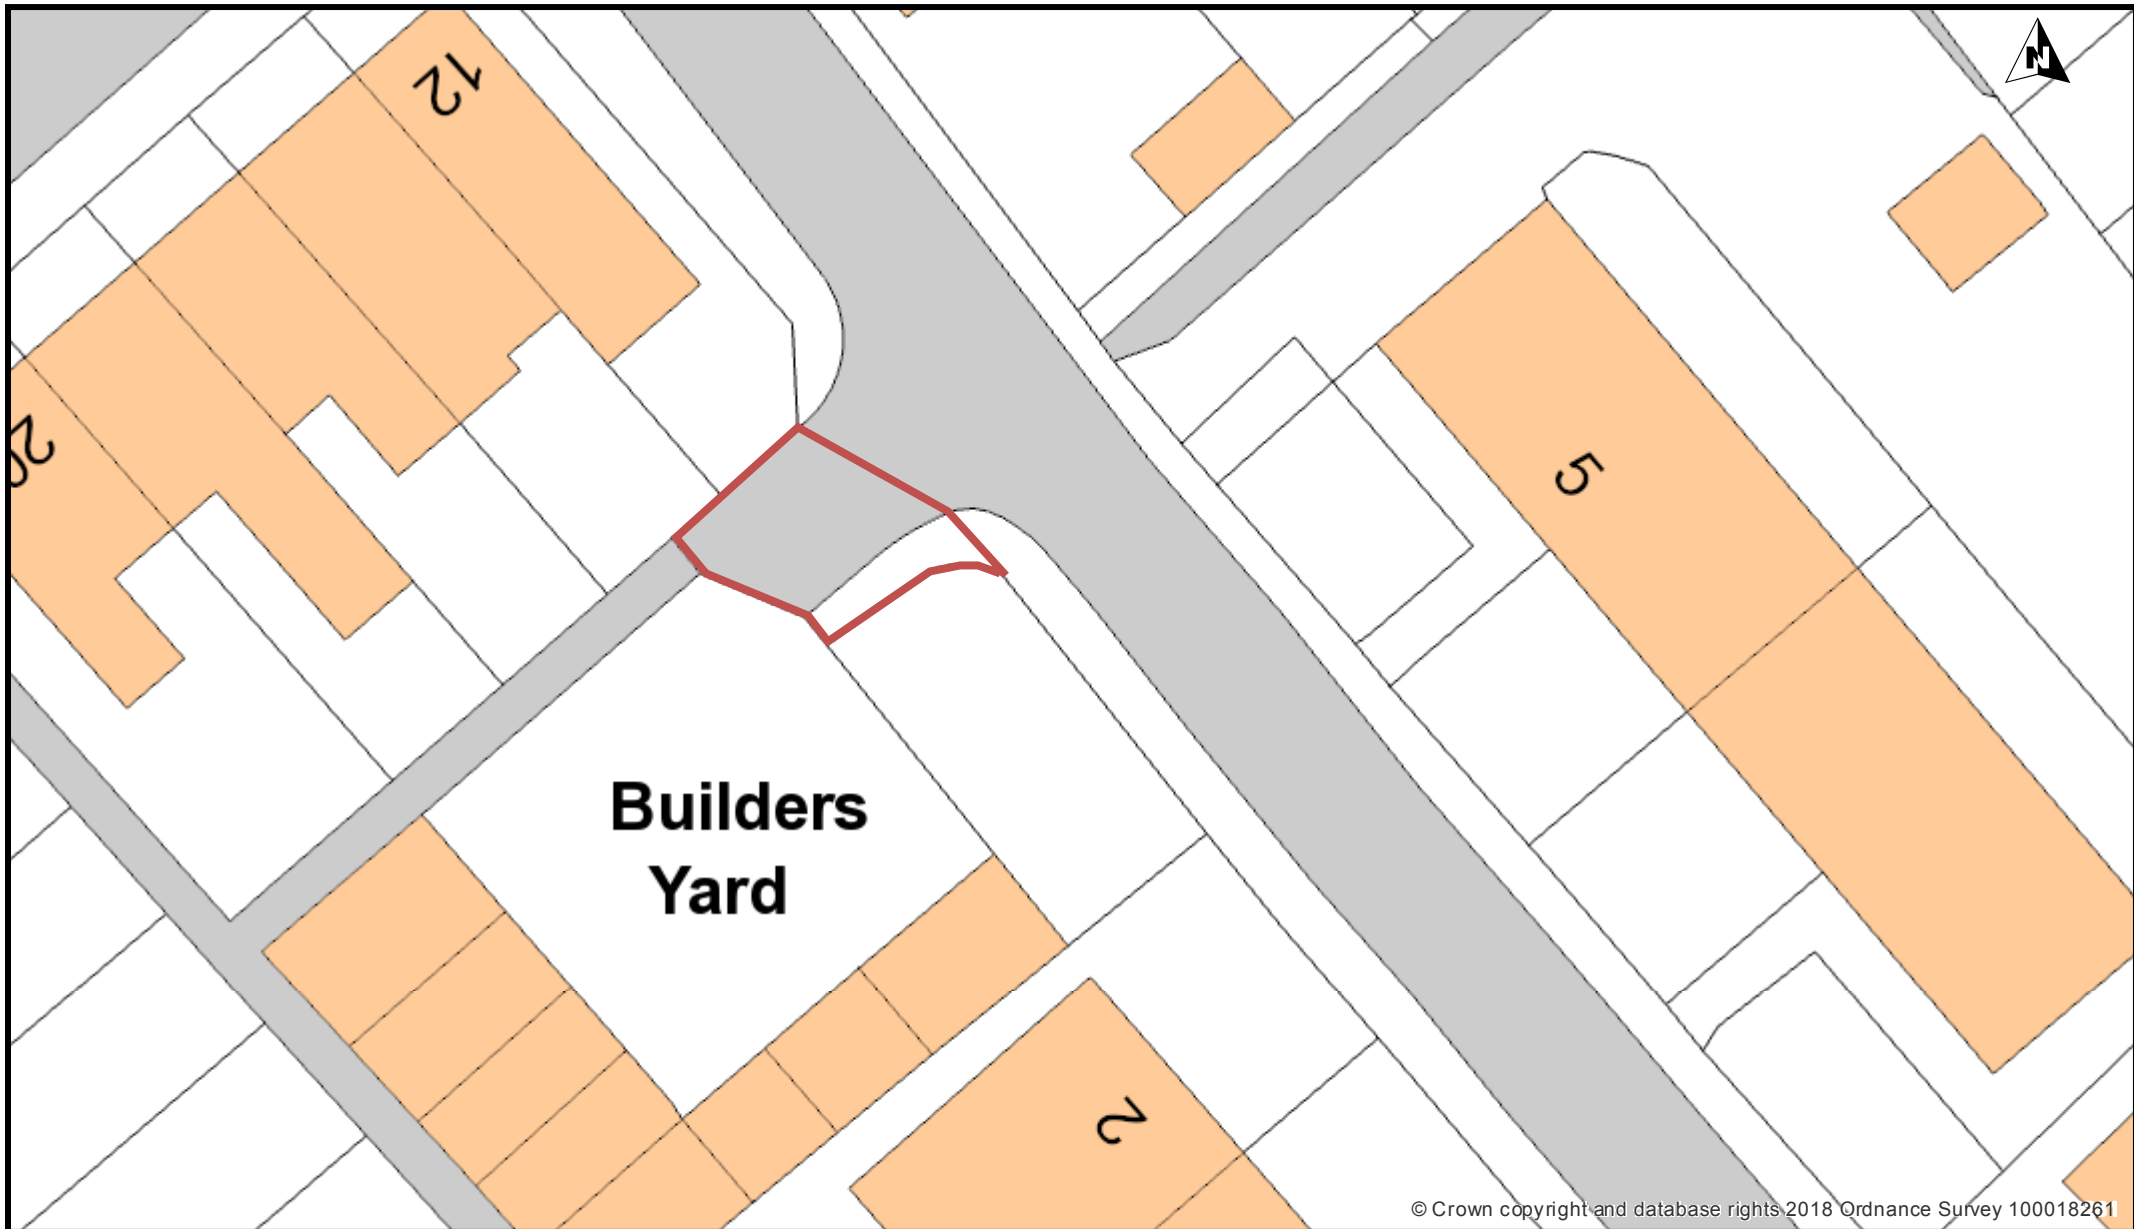 12
N
20
5
Builders
Yard
2
© Crown copyright and database rights 2018 Ordnance Survey 100018261